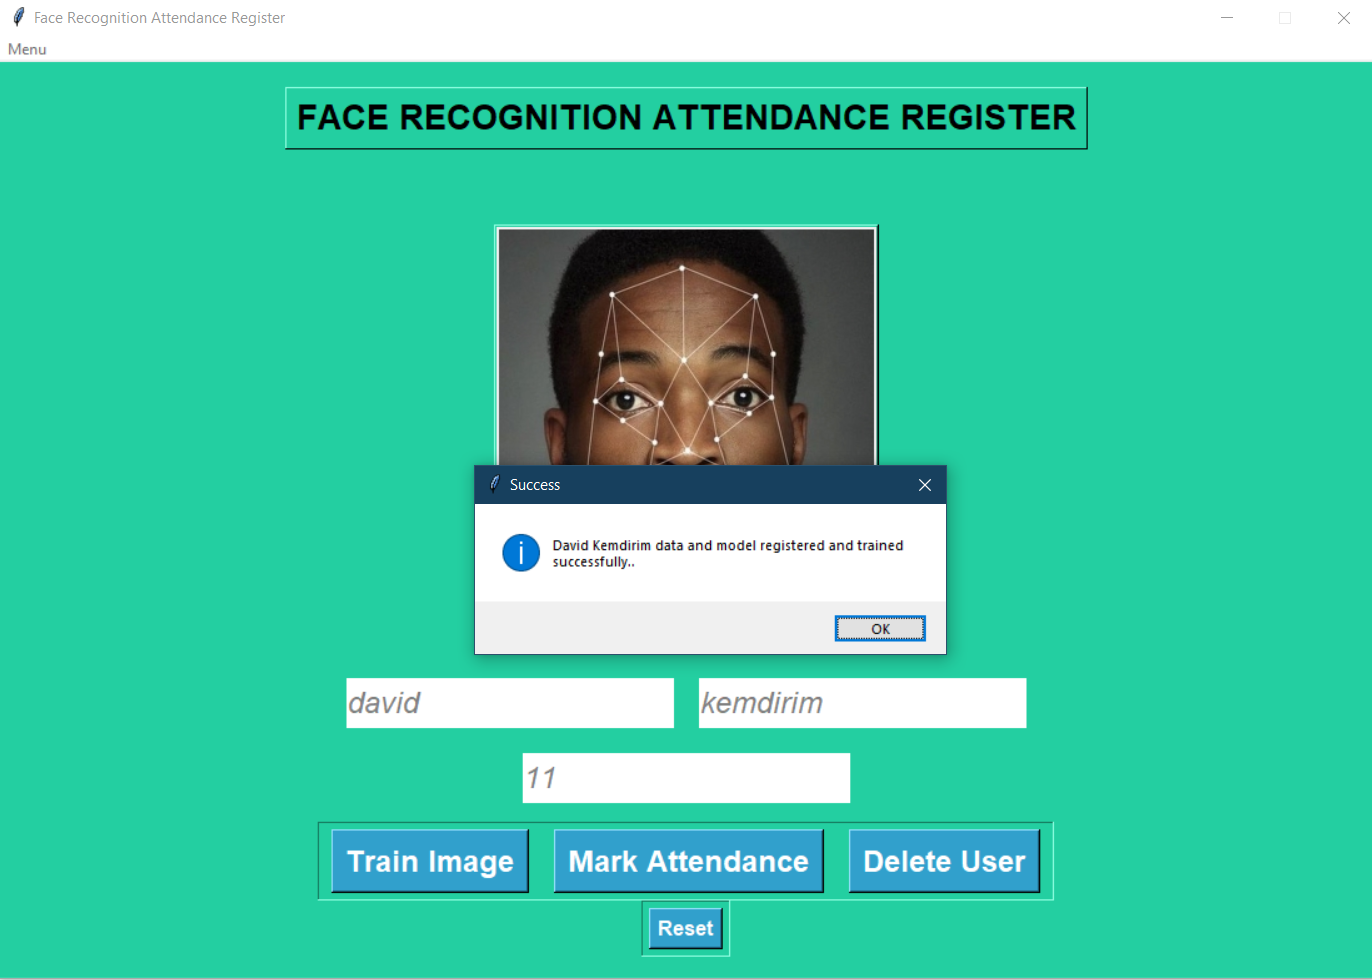 Face Recognition Attendance Register
Menu
FACE RECOGNITION ATTENDANCE REGISTER
Success
David Kemdirim data and model registered and trained
successfully..
OK
david kemdirim
11
Train Image Mark Attendance Delete User
Reset